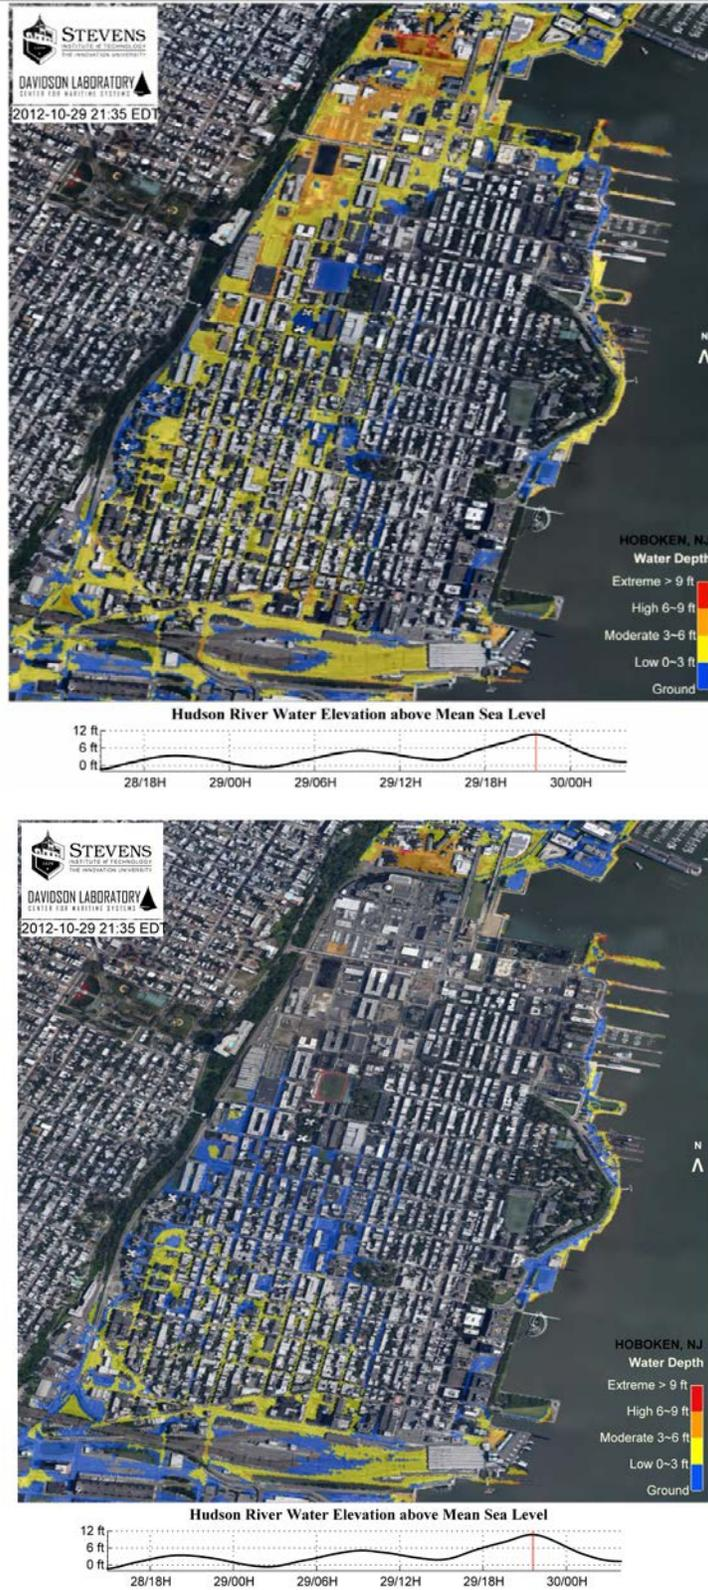 STEVENS
INSTITUTE of TECHNOLOGY
THE INNOVATION UNIVERSITY
DAVIDSON LABORATORY
CENTER FOR MARITIME SYSTEMS
2012-10-29 21:35 EDT
N
HOBOKEN, NJ
Water Depth
Extreme > 9 ft
High 6~9 ft
Moderate 3~6 ft
Low 0~3 ft
Ground
Hudson River Water Elevation above Mean Sea Level
12 ft
6 ft
0 ft
28/18H 29/00H 29/06H 29/12H 29/18H 30/00H
STEVENS
INSTITUTE of TECHNOLOGY
THE INNOVATION UNIVERSITY
DAVIDSON LABORATORY
CENTER FOR MARITIME SYSTEMS
2012-10-29 21:35 EDT
N
HOBOKEN, NJ
Water Depth
Extreme > 9 ft
High 6~9 ft
Moderate 3~6 ft
Low 0~3 ft
Ground
Hudson River Water Elevation above Mean Sea Level
12 ft
6 ft
0 ft
28/18H 29/00H 29/06H 29/12H 29/18H 30/00H